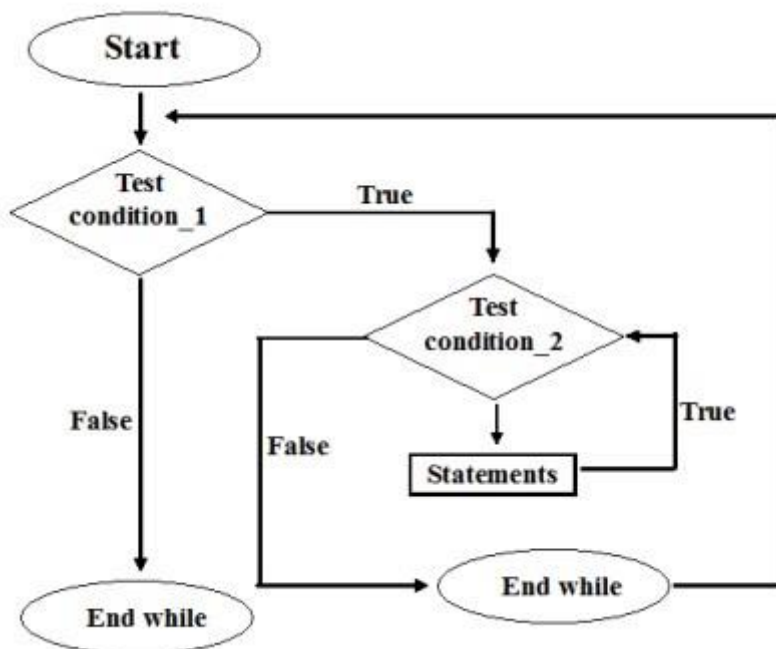 Start
Test
condition_1
True
Test
condition_2
False
False
True
Statements
End while
End while